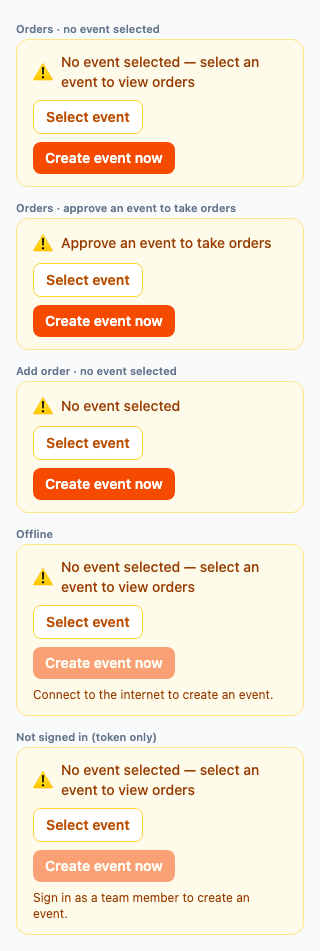 Orders · no event selected
No event selected — select an
event to view orders
Select event
Create event now
Orders · approve an event to take orders
Approve an event to take orders
Select event
Create event now
Add order · no event selected
No event selected
Select event
Create event now
Offline
No event selected — select an
event to view orders
Select event
Create event now
Connect to the internet to create an event.
Not signed in (token only)
No event selected — select an
event to view orders
Select event
Create event now
Sign in as a team member to create an
event.